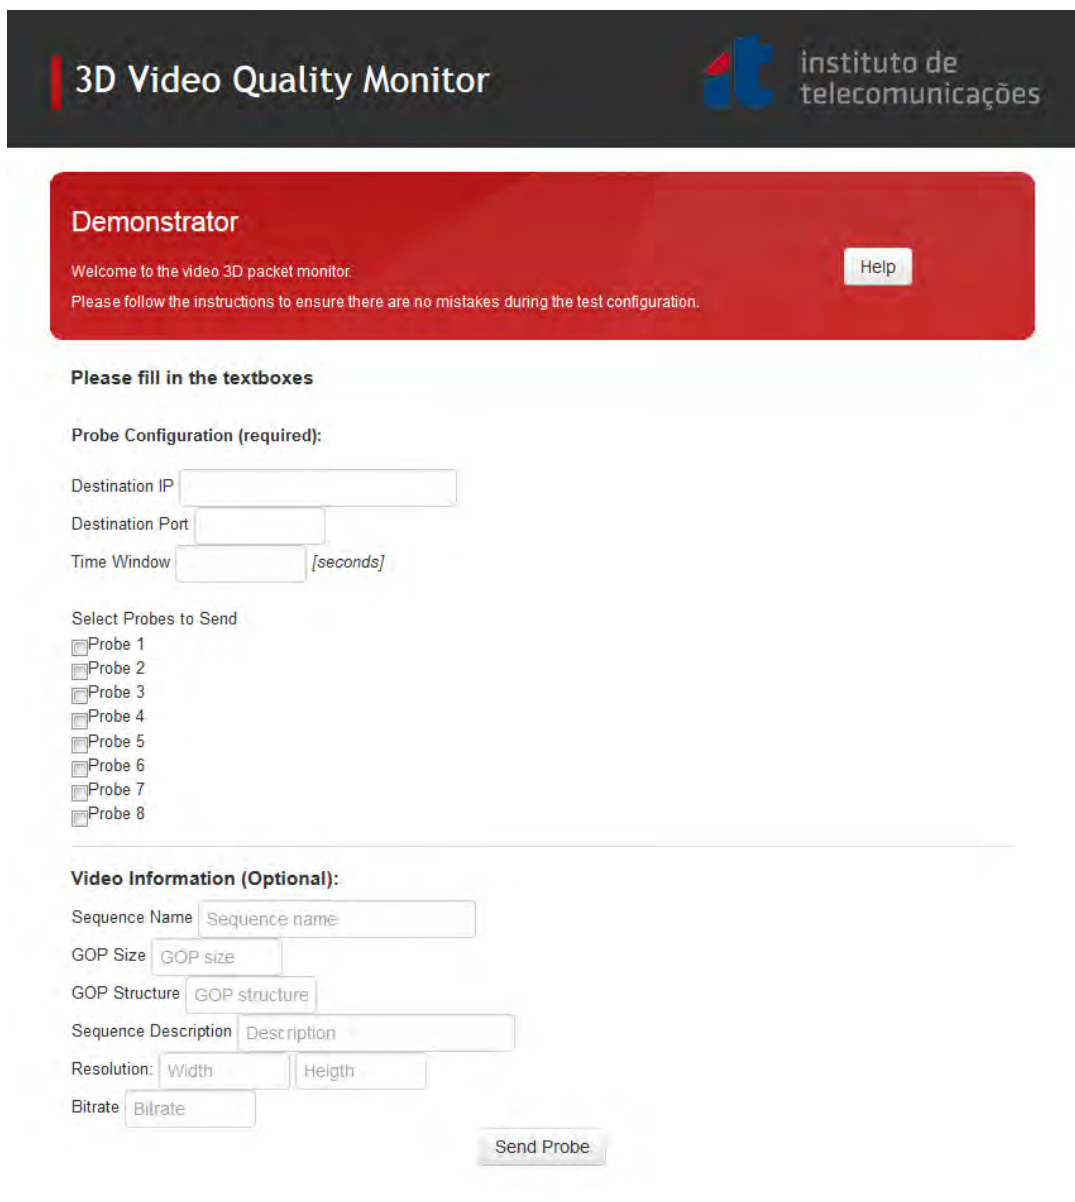 3D Video Quality Monitor
instituto de
telecomunicações
Demonstrator
Welcome to the video 3D packet monitor.
Help
Please follow the instructions to ensure there are no mistakes during the test configuration.
Please fill in the textboxes
Probe Configuration (required):
Destination IP
Destination Port
Time Window [seconds]
Select Probes to Send
Probe 1
Probe 2
Probe 3
Probe 4
Probe 5
Probe 6
Probe 7
Probe 8
Video Information (Optional):
Sequence Name Sequence name
GOP Size GOP size
GOP Structure GOP structure
Sequence Description Description
Resolution: Width Heigth
Bitrate Bitrate
Send Probe